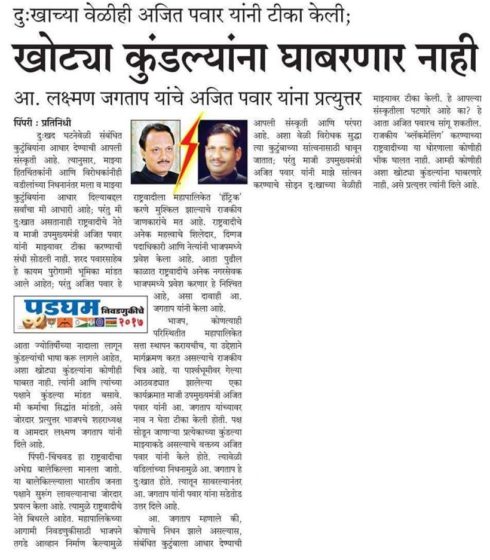 दुःखाच्या वेळीही अजित पवार यांनी टीका केली;
खोट्या कुंडल्यांना घाबरणार नाही
आ. लक्ष्मण जगताप यांचे अजित पवार यांना प्रत्युत्तर
पिंपरी : प्रतिनिधी
दुःखद घटनेवेळी संबंधित
कुटुंबियांना आधार देण्याची आपली
संस्कृती आहे. त्यानुसार, माझ्या
हितचिंतकांनी आणि विरोधकांनीही
वडीलांच्या निधनानंतर मला व माझ्या
कुटुंबियांना आधार दिल्याबद्दल
सर्वांचा मी आभारी आहे; परंतु मी
दुःखात असतानाही राष्ट्रवादीचे नेते
व माजी उपमुख्यमंत्री अजित पवार
यांनी माझ्यावर टीका करण्याची
संधी सोडली नाही. शरद पवारसाहेब
हे कायम पुरोगामी भूमिका मांडत
आले आहेत; परंतु अजित पवार हे
पडघम निवडणुकीचे
२०१७
आता ज्योतिषींच्या नादाला लागून
कुंडल्यांची भाषा करू लागले आहेत,
अशा खोट्या कुंडल्यांना कोणीही
घाबरत नाही. त्यांनी आणि त्यांच्या
पक्षाने कुंडल्या मांडत बसावे.
मी कर्माचा सिद्धांत मांडतो, असे
जोरदार प्रत्युत्तर भाजपचे शहराध्यक्ष
व आमदार लक्ष्मण जगताप यांनी
दिले आहे.
पिंपरी-चिंचवड हा राष्ट्रवादीचा
अभेद्य बालेकिल्ला मानला जातो.
या बालेकिल्ल्याला भारतीय जनता
पक्षाने सुरूंग लावल्यानाचा जोरदार
प्रयत्न केला आहे. त्यामुळे राष्ट्रवादीचे
नेते बिथरले आहेत. महापालिकेच्या
आगामी निवडणुकीसाठी भाजपने
तगडे आव्हान निर्माण केल्यामुळे
राष्ट्रवादीला महापालिकेत 'हॅट्रिक'
करणे मुश्किल झाल्याचे राजकीय
जाणकारांचे मत आहे. राष्ट्रवादीचे
अनेक महत्त्वाचे शिलेदार, दिग्गज
पदाधिकारी आणि नेत्यांनी भाजपमध्ये
प्रवेश केला आहे. आता पुढील
काळात राष्ट्रवादीचे अनेक नगरसेवक
भाजपमध्ये प्रवेश करणार हे निश्चित
आहे, असा दावाही आ.
जगताप यांनी केला आहे.
भाजप, कोणत्याही
परिस्थितीत महापालिकेत
सत्ता स्थापन करायचीच, या उद्देशाने
मार्गक्रमण करत असल्याचे राजकीय
चित्र आहे. या पार्श्वभूमीवर गेल्या
आठवड्यात झालेल्या एका
कार्यक्रमात माजी उपमुख्यमंत्री अजित
पवार यांनी आ. जगताप यांच्यावर
नाव न घेता टीका केली होती. पक्ष
सोडून जाणाऱ्या प्रत्येकाच्या कुंडल्या
माझ्याकडे असल्याचे वक्तव्य अजित
पवार यांनी केले होते. त्यावेळी
वडिलांच्या निधनामुळे आ. जगताप हे
दुःखात होते. त्यातून सावरल्यानंतर
आ. जगताप यांनी पवार यांना सडेतोड
उत्तर दिले आहे.
आ. जगताप म्हणाले की,
कोणाचे निधन झाले असल्यास,
संबंधित कुटुंबाला आधार देण्याची
आपली संस्कृती आणि परंपरा
आहे. अशा वेळी विरोधक सुद्धा
त्या कुटुंबाच्या सांत्वनासाठी धावून
जातात; परंतु माजी उपमुख्यमंत्री
अजित पवार यांनी माझे सांत्वन
करण्याचे सोडून दुःखाच्या वेळीही
माझ्यावर टीका केली. हे आपल्या
संस्कृतीला पटणारे आहे का? हे
आता अजित पवारच सांगू शकतील.
राजकीय 'ब्लॅकमेलिंग' करण्याच्या
राष्ट्रवादीच्या या धोरणाला कोणीही
भीक घालत नाही. आम्ही कोणीही
अशा खोट्या कुंडल्यांना घाबरणारे
नाही, असे प्रत्युत्तर त्यांनी दिले आहे.